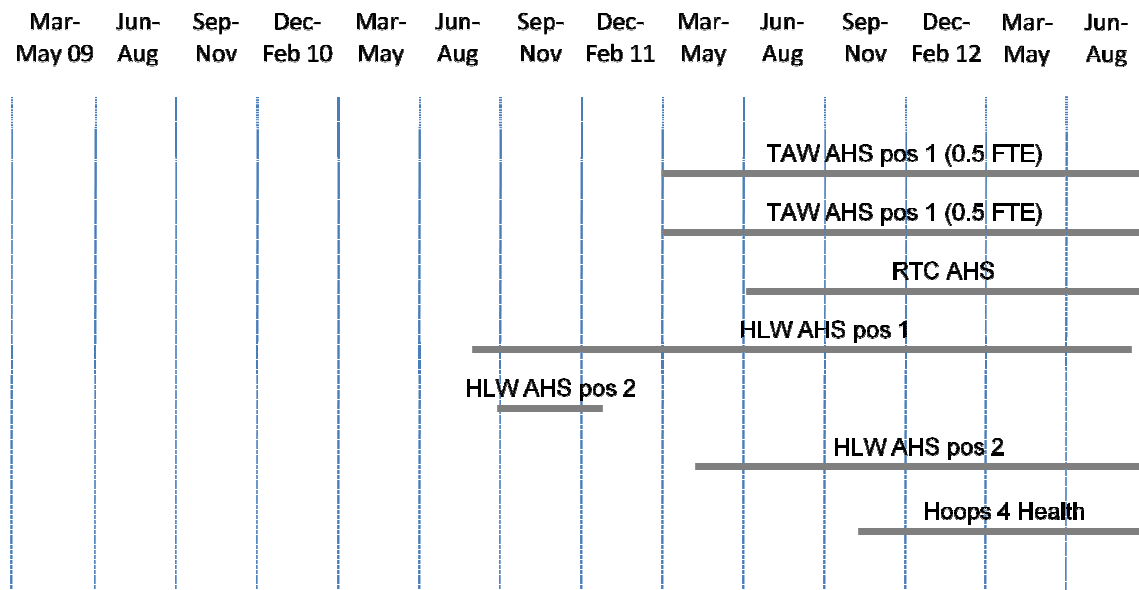 Mar- Jun- Sep- Dec- Mar- Jun- Sep- Dec- Mar- Jun- Sep- Dec- Mar- Jun-
May 09 Aug Nov Feb 10 May Aug Nov Feb 11 May Aug Nov Feb 12 May Aug
TAW AHS pos 1 (0.5 FTE)
TAW AHS pos 1 (0.5 FTE)
RTC AHS
HLW AHS pos 1
HLW AHS pos 2
HLW AHS pos 2
Hoops 4 Health